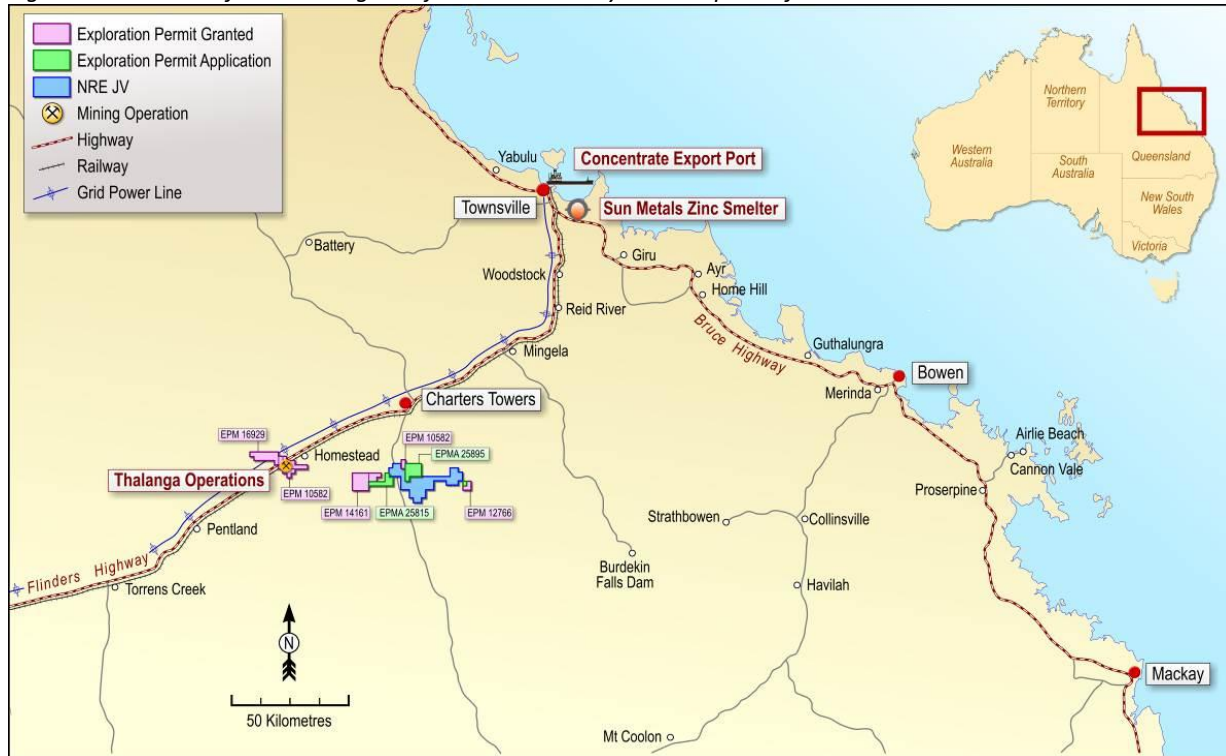 Exploration Permit Granted
Exploration Permit Application
NRE JV
Mining Operation
Highway
Railway
Grid Power Line
Northern
Territory
Western
Australia
South
Australia
Queensland
New South
Wales
Victoria
Yabulu
Concentrate Export Port
Townsville
Sun Metals Zinc Smelter
Battery
Giru
Woodstock
Ayr
Home Hill
Reid River
Bruce Highway
Mingela
Guthalungra
Bowen
Merinda
Charters Towers
EPM 16929
Homestead
EPM 10582
EPMA 25895
Airlie Beach
Cannon Vale
Thalanga Operations
EPM 10582
EPM 14161
EPMA 25815
EPM 12766
Proserpine
Pentland
Strathbowen
Collinsville
Burdekin
Falls Dam
Flinders Highway
Torrens Creek
Havilah
N
50 Kilometres
Mackay
Mt Coolon